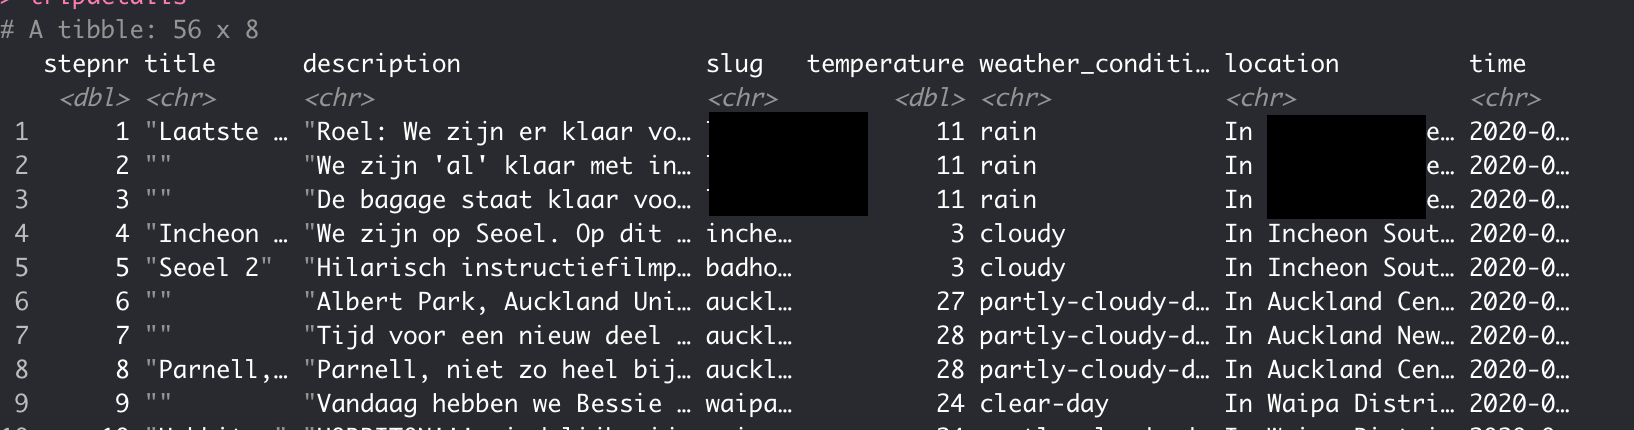 > tripdetails
# A tibble: 56 x 8
stepnr title description slug temperature weather_conditi… location time
<dbl> <chr> <chr> <chr> <dbl> <chr> <chr> <chr>
1 1 "Laatste … "Roel: We zijn er klaar vo… 11 rain In e… 2020-0…
2 2 "" "We zijn 'al' klaar met in… 11 rain In e… 2020-0…
3 3 "" "De bagage staat klaar voo… 11 rain In e… 2020-0…
4 4 "Incheon … "We zijn op Seoel. Op dit … inche… 3 cloudy In Incheon Sout… 2020-0…
5 5 "Seoel 2" "Hilarisch instructiefilmp… badho… 3 cloudy In Incheon Sout… 2020-0…
6 6 "" "Albert Park, Auckland Uni… auckl… 27 partly-cloudy-d… In Auckland Cen… 2020-0…
7 7 "" "Tijd voor een nieuw deel … auckl… 28 partly-cloudy-d… In Auckland New… 2020-0…
8 8 "Parnell,… "Parnell, niet zo heel bij… auckl… 28 partly-cloudy-d… In Auckland Cen… 2020-0…
9 9 "" "Vandaag hebben we Bessie … waipa… 24 clear-day In Waipa Distri… 2020-0…